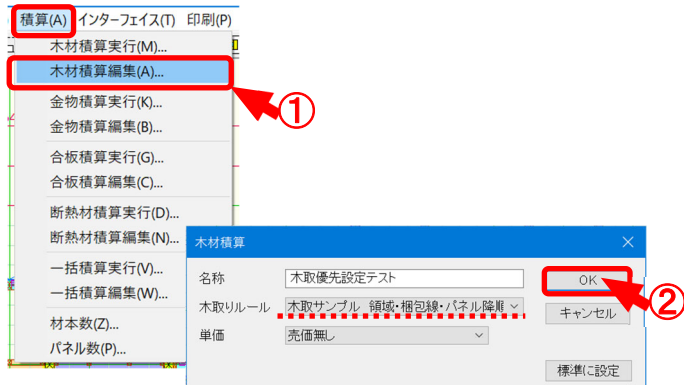 積算(A) インターフェイス(T) 印刷(P)
木材積算実行(M)...
木材積算編集(A)...
①
金物積算実行(K)...
金物積算編集(B)...
合板積算実行(G)...
合板積算編集(C)...
断熱材積算実行(D)...
断熱材積算編集(N)...
一括積算実行(V)...
一括積算編集(W)...
材本数(Z)...
パネル数(P)...
木材積算
名称 木取優先設定テスト OK
②
木取りルール 木取サンプル 領域・梱包線・パネル降順 キャンセル
単価 売価無し
標準に設定